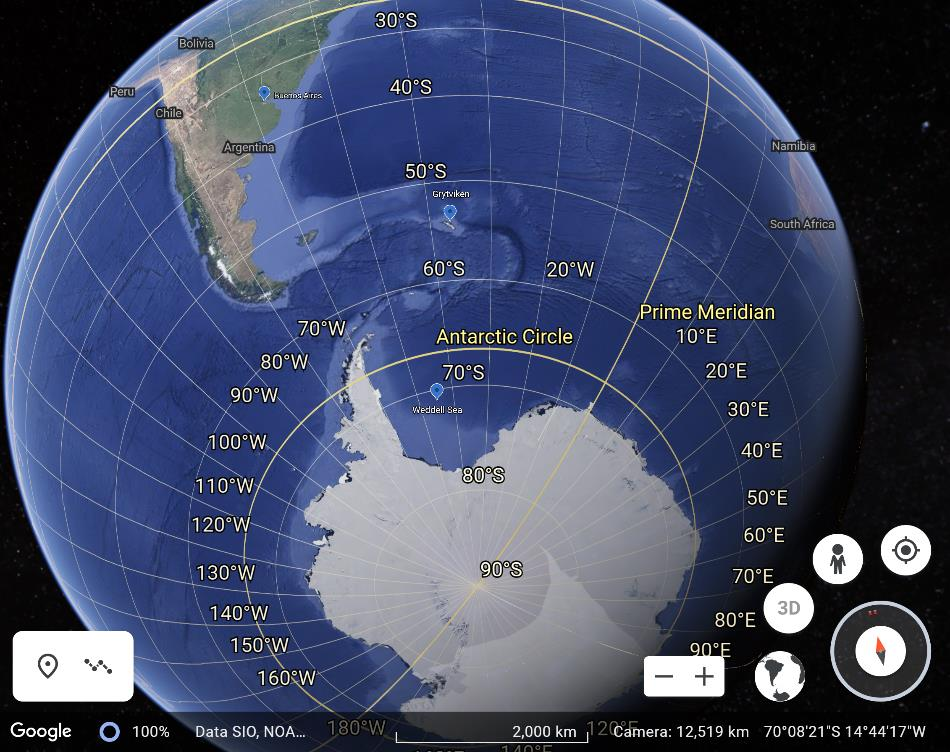 30°S
Bolivia
40°S
Peru
Buenos Aires
Chile
Argentina
Namibia
50°S
Grytviken
South Africa
60°S
20°W
Prime Meridian
70°W
Antarctic Circle
10°E
80°W
70°S
20°E
90°W
Weddell Sea
30°E
100°W
40°E
80°S
110°W
50°E
120°W
60°E
130°W
90°S
70°E
140°W
3D
80°E
150°W
90°E
160°W
180°W
120°E
Google 100% Data SIO, NOA... 2,000 km Camera: 12,519 km 70°08'21"S 14°44'17"W
140°E